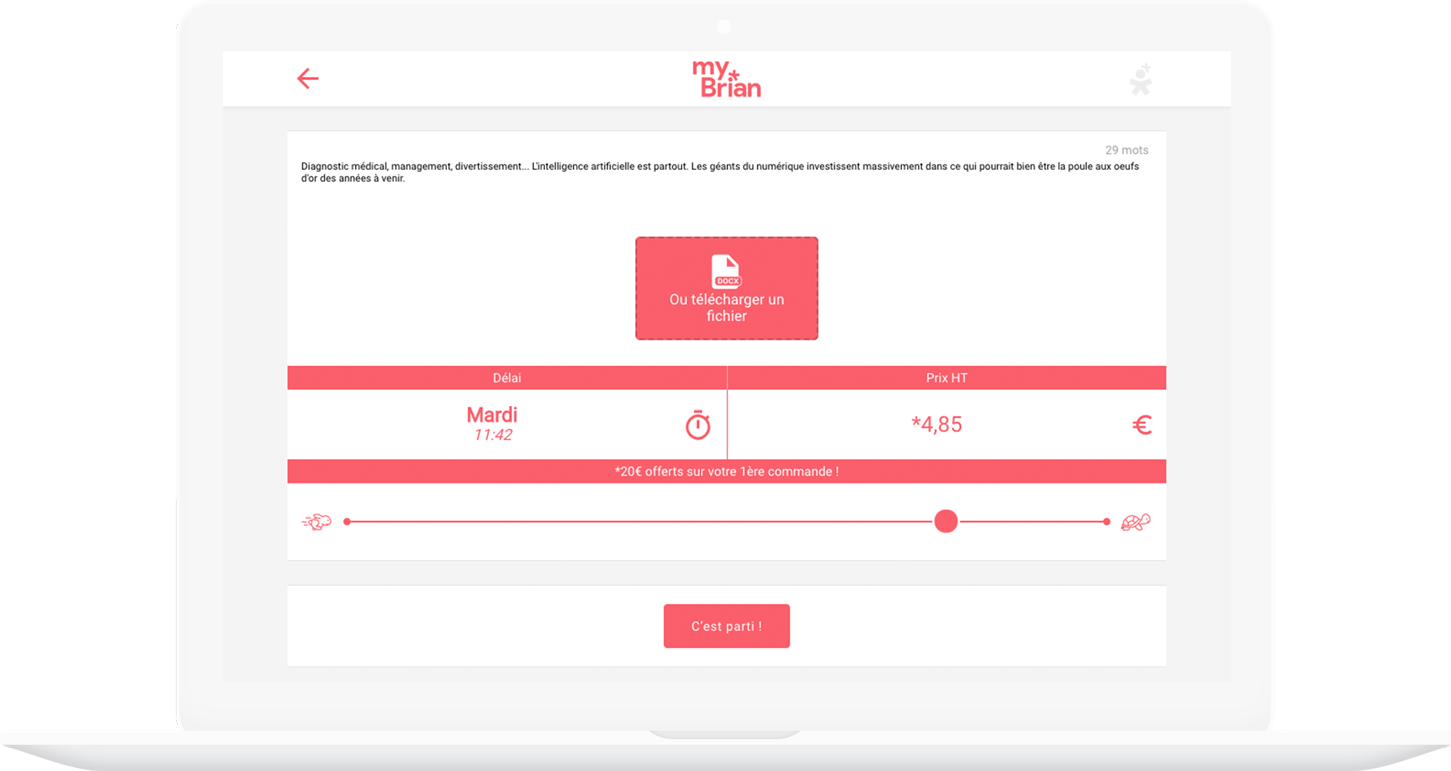 my
Brian
29 mots
Diagnostic médical, management, divertissement... L'intelligence artificielle est partout. Les géants du numérique investissent massivement dans ce qui pourrait bien être la poule aux oeufs
d'or des années à venir.
DOCX
Ou télécharger un
fichier
Délai
Prix HT
Mardi
11:42
*4,85
€
*20€ offerts sur votre 1ère commande !
C'est parti !